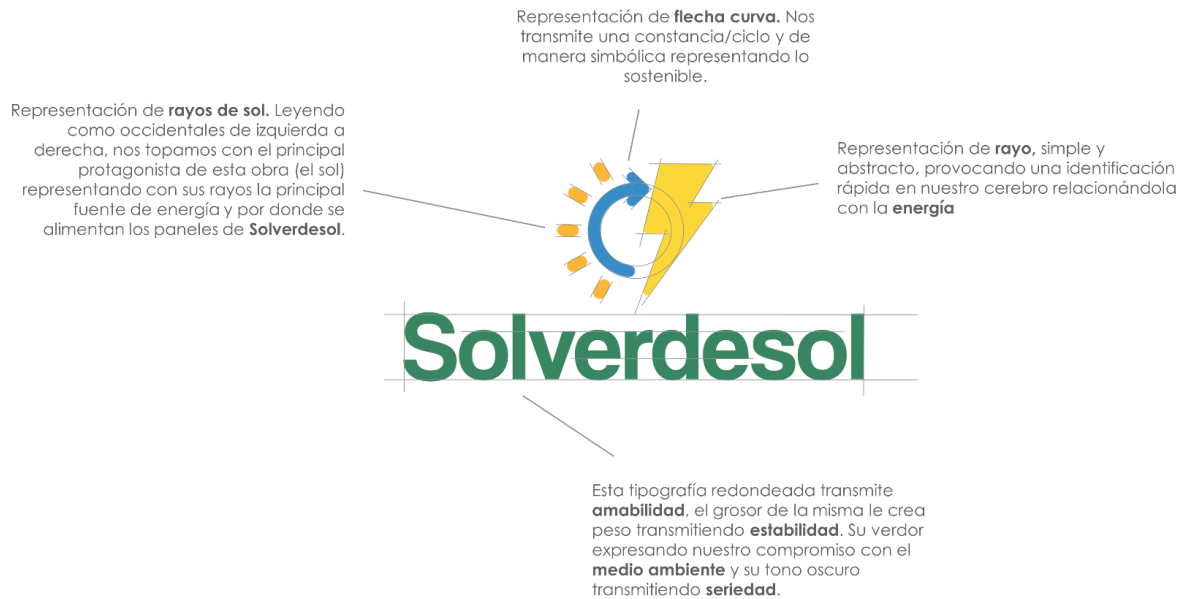 Representación de flecha curva. Nos
transmite una constancia/ciclo y de
manera simbólica representando lo
sostenible.
Representación de rayos de sol. Leyendo
como occidentales de izquierda a
derecha, nos topamos con el principal
protagonista de esta obra (el sol)
representando con sus rayos la principal
fuente de energía y por donde se
alimentan los paneles de Solverdesol.
Representación de rayo, simple y
abstracto, provocando una identificación
rápida en nuestro cerebro relacionándola
con la energía
Solverdesol
Esta tipografía redondeada transmite
amabilidad, el grosor de la misma le crea
peso transmitiendo estabilidad. Su verdor
expresando nuestro compromiso con el
medio ambiente y su tono oscuro
transmitiendo seriedad.